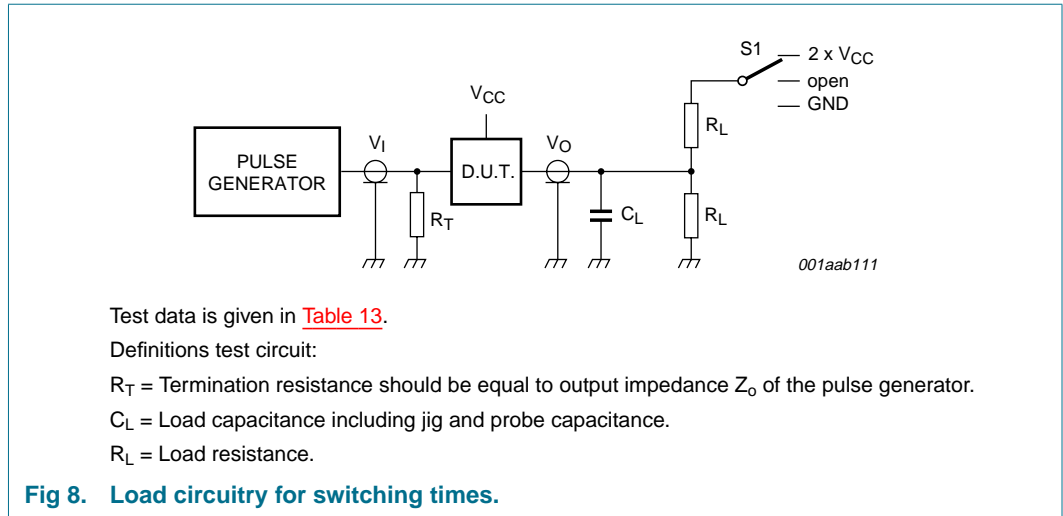 S1
2 x VCC
open
GND
VCC
RL
VI
VO
PULSE
GENERATOR
D.U.T.
RT
CL
RL
001aab111
Test data is given in Table 13.
Definitions test circuit:
RT = Termination resistance should be equal to output impedance Zo of the pulse generator.
CL = Load capacitance including jig and probe capacitance.
RL = Load resistance.
Fig 8. Load circuitry for switching times.